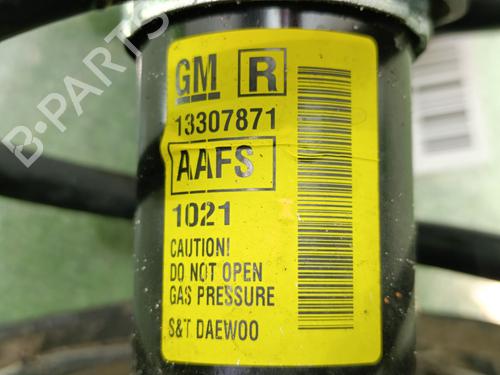 GM R
13307871
AAFS
1021
CAUTION!
DO NOT OPEN
GAS PRESSURE
S&T DAEWOO
B-PARTS